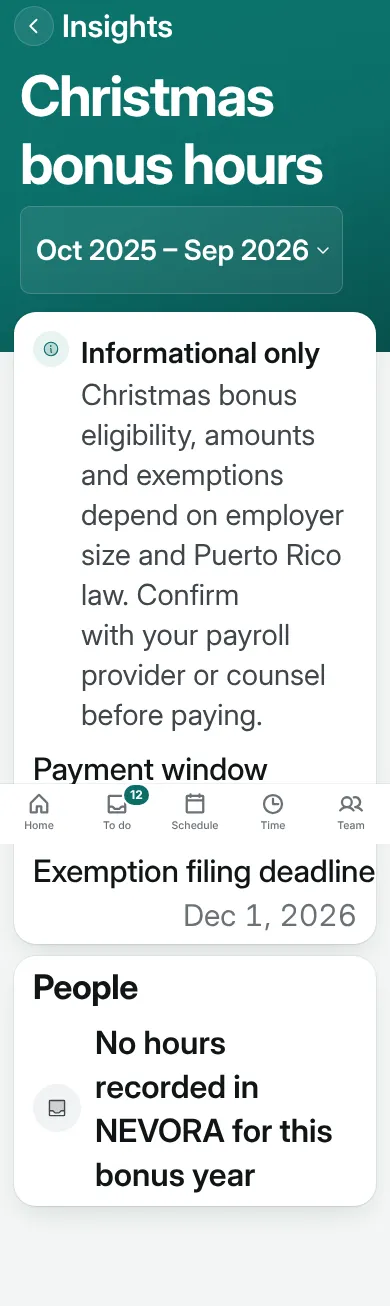 Insights
Christmas
bonus hours
Oct 2025 – Sep 2026
Informational only
Christmas bonus
eligibility, amounts
and exemptions
depend on employer
size and Puerto Rico
law. Confirm
with your payroll
provider or counsel
before paying.
Payment window
12
Home
To do
Schedule
Time
Team
Exemption filing deadline
Dec 1, 2026
People
No hours
recorded in
NEVORA for this
bonus year